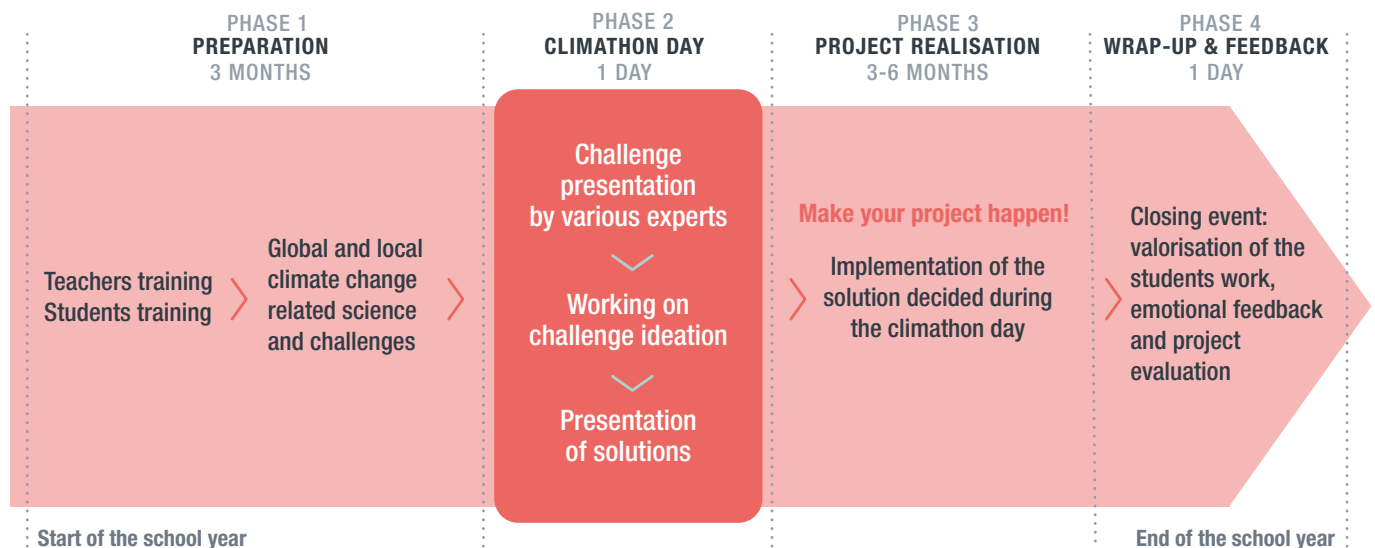 PHASE 1
PREPARATION
3 MONTHS
PHASE 2
CLIMATHON DAY
1 DAY
PHASE 3
PROJECT REALISATION
3-6 MONTHS
PHASE 4
WRAP-UP & FEEDBACK
1 DAY
Teachers training
Students training
Global and local
climate change
related science
and challenges
Challenge
presentation
by various experts
Working on
challenge ideation
Presentation
of solutions
Make your project happen!
Implementation of the
solution decided during
the climathon day
Closing event:
valorisation of the
students work,
emotional feedback
and project
evaluation
Start of the school year
End of the school year